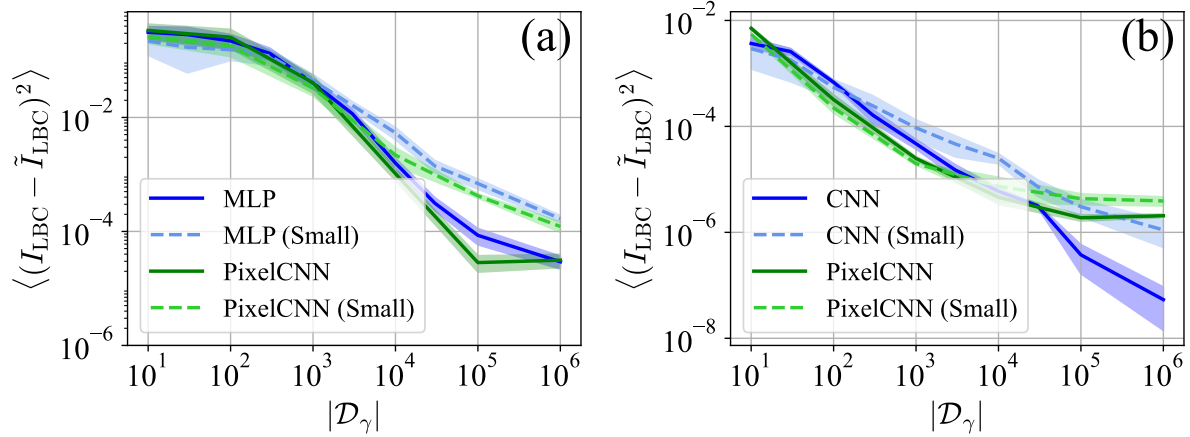 (a)
⟨(I_LBC − Ĩ_LBC)²⟩
10⁻²
10⁻⁴
10⁻⁶
MLP
MLP (Small)
PixelCNN
PixelCNN (Small)
10¹ 10² 10³ 10⁴ 10⁵ 10⁶
|𝒟_γ|
(b)
⟨(I_LBC − Ĩ_LBC)²⟩
10⁻²
10⁻⁴
10⁻⁶
10⁻⁸
CNN
CNN (Small)
PixelCNN
PixelCNN (Small)
10¹ 10² 10³ 10⁴ 10⁵ 10⁶
|𝒟_γ|